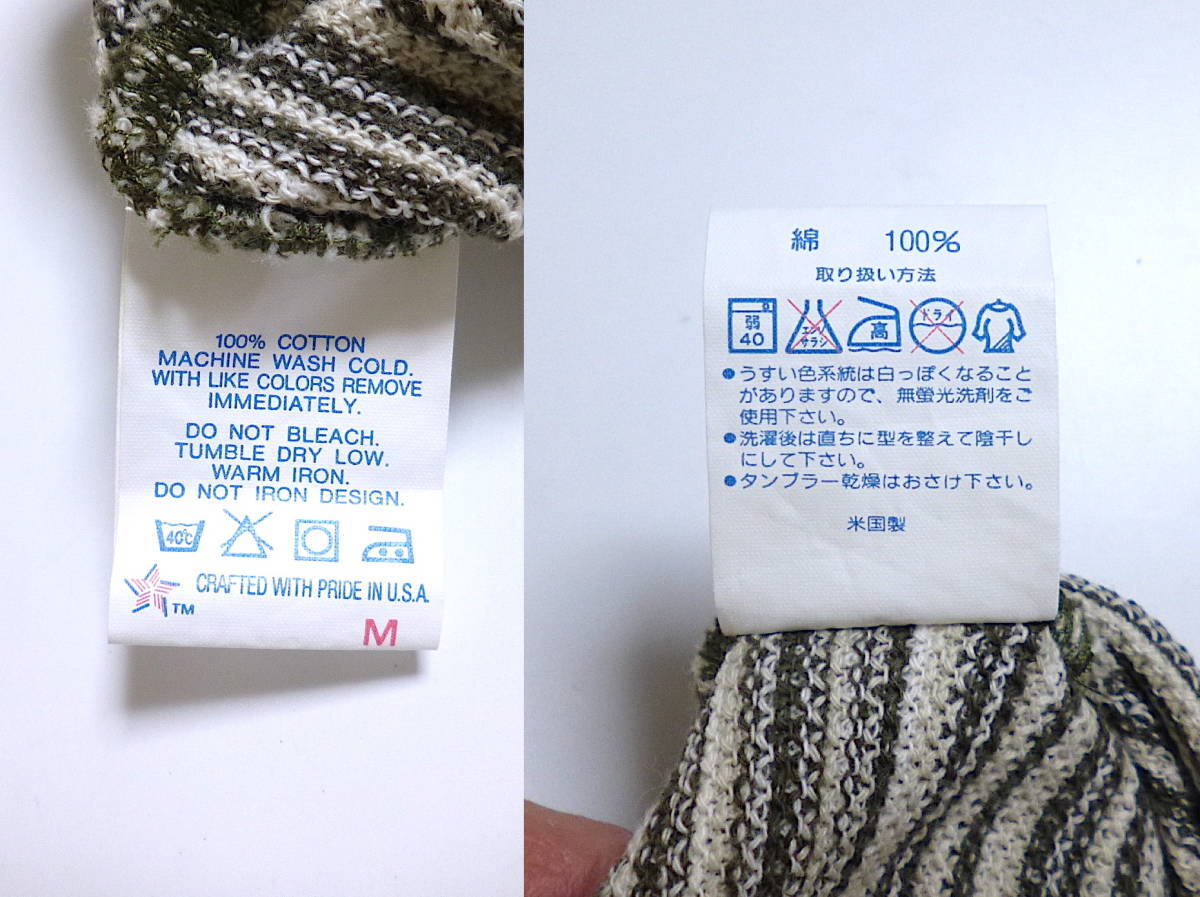 100% COTTON
MACHINE WASH COLD.
WITH LIKE COLORS REMOVE
IMMEDIATELY.
DO NOT BLEACH.
TUMBLE DRY LOW.
WARM IRON.
DO NOT IRON DESIGN.
40°C
CRAFTED WITH PRIDE IN U.S.A.
TM
M
綿 100%
取り扱い方法
弱 40
エンソ サラシ
高
ドライ
●うすい色系統は白っぽくなること
がありますので、無螢光洗剤をご
使用下さい。
●洗濯後は直ちに型を整えて陰干し
にして下さい。
●タンブラー乾燥はおさけ下さい。
米国製